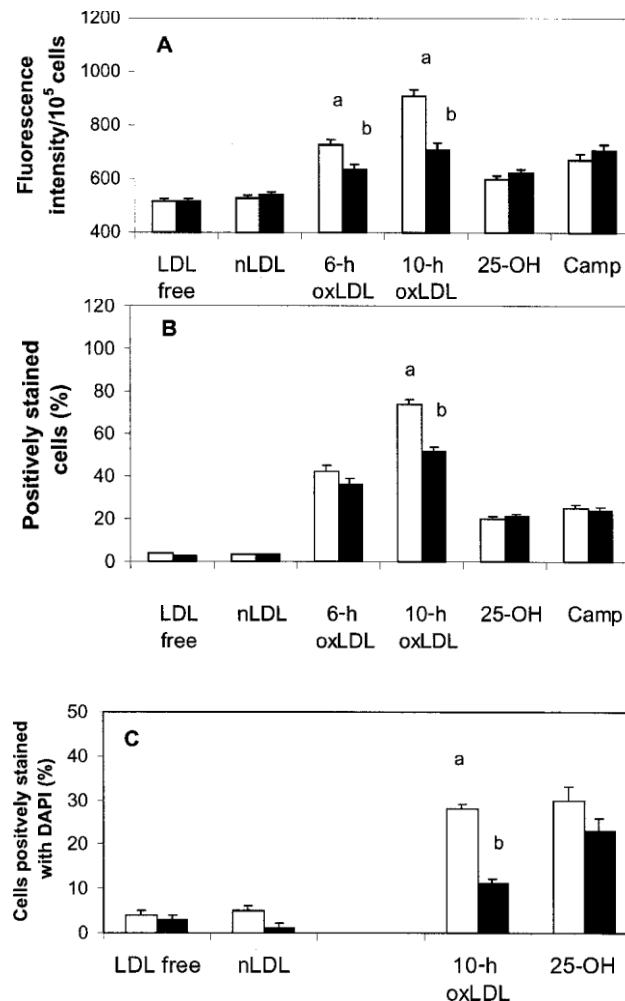 1200
1000
800
600
400
Fluorescence
intensity/10⁵ cells
A
a
b
a
b
LDL nLDL 6-h 10-h 25-OH Camp
free oxLDL oxLDL
120
100
80
60
40
20
0
Positively stained
cells (%)
B
a
b
LDL nLDL 6-h 10-h 25-OH Camp
free oxLDL oxLDL
50
40
30
20
10
0
Cells positvely stained
with DAPI (%)
C
a
b
LDL free nLDL 10-h 25-OH
oxLDL